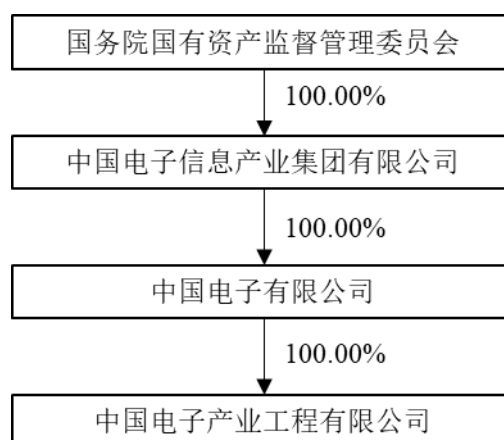 国务院国有资产监督管理委员会
100.00%
中国电子信息产业集团有限公司
100.00%
中国电子有限公司
100.00%
中国电子产业工程有限公司